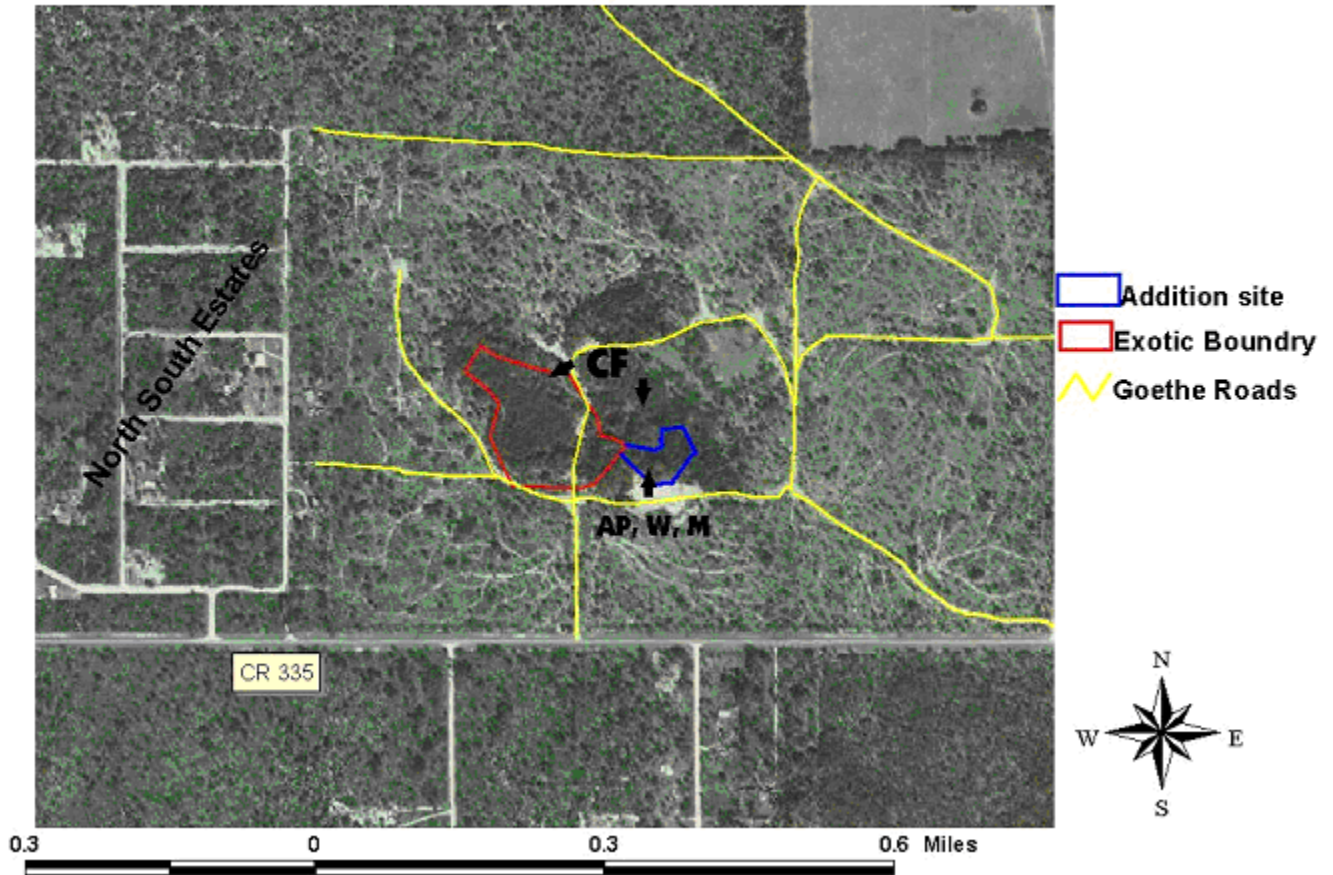 North South Estates
CF
AP, W, M
CR 335
Addition site
Exotic Boundry
Goethe Roads
N
W E
S
0.3 0 0.3 0.6 Miles